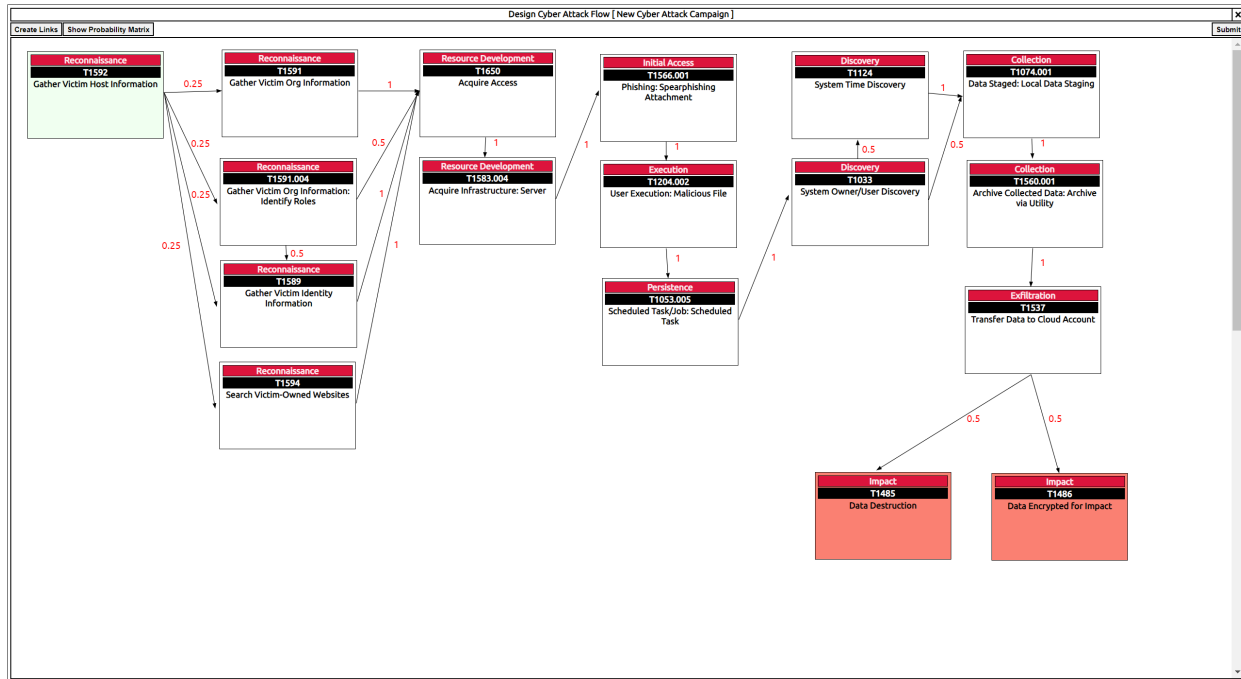 Design Cyber Attack Flow [ New Cyber Attack Campaign ]
x
Create Links
Show Probability Matrix
Submit
Reconnaissance
T1592
Gather Victim Host Information
0.25
0.25
0.25
0.25
Reconnaissance
T1591
Gather Victim Org Information
1
Reconnaissance
T1591.004
Gather Victim Org Information:
Identify Roles
0.5
0.5
Reconnaissance
T1589
Gather Victim Identity
Information
1
Reconnaissance
T1594
Search Victim-Owned Websites
1
Resource Development
T1650
Acquire Access
1
Resource Development
T1583.004
Acquire Infrastructure: Server
1
Initial Access
T1566.001
Phishing: Spearphishing
Attachment
1
Execution
T1204.002
User Execution: Malicious File
1
Persistence
T1053.005
Scheduled Task/Job: Scheduled
Task
1
Discovery
T1124
System Time Discovery
1
0.5
Discovery
T1033
System Owner/User Discovery
0.5
Collection
T1074.001
Data Staged: Local Data Staging
1
Collection
T1560.001
Archive Collected Data: Archive
via Utility
1
Exfiltration
T1537
Transfer Data to Cloud Account
0.5
0.5
Impact
T1485
Data Destruction
Impact
T1486
Data Encrypted for Impact